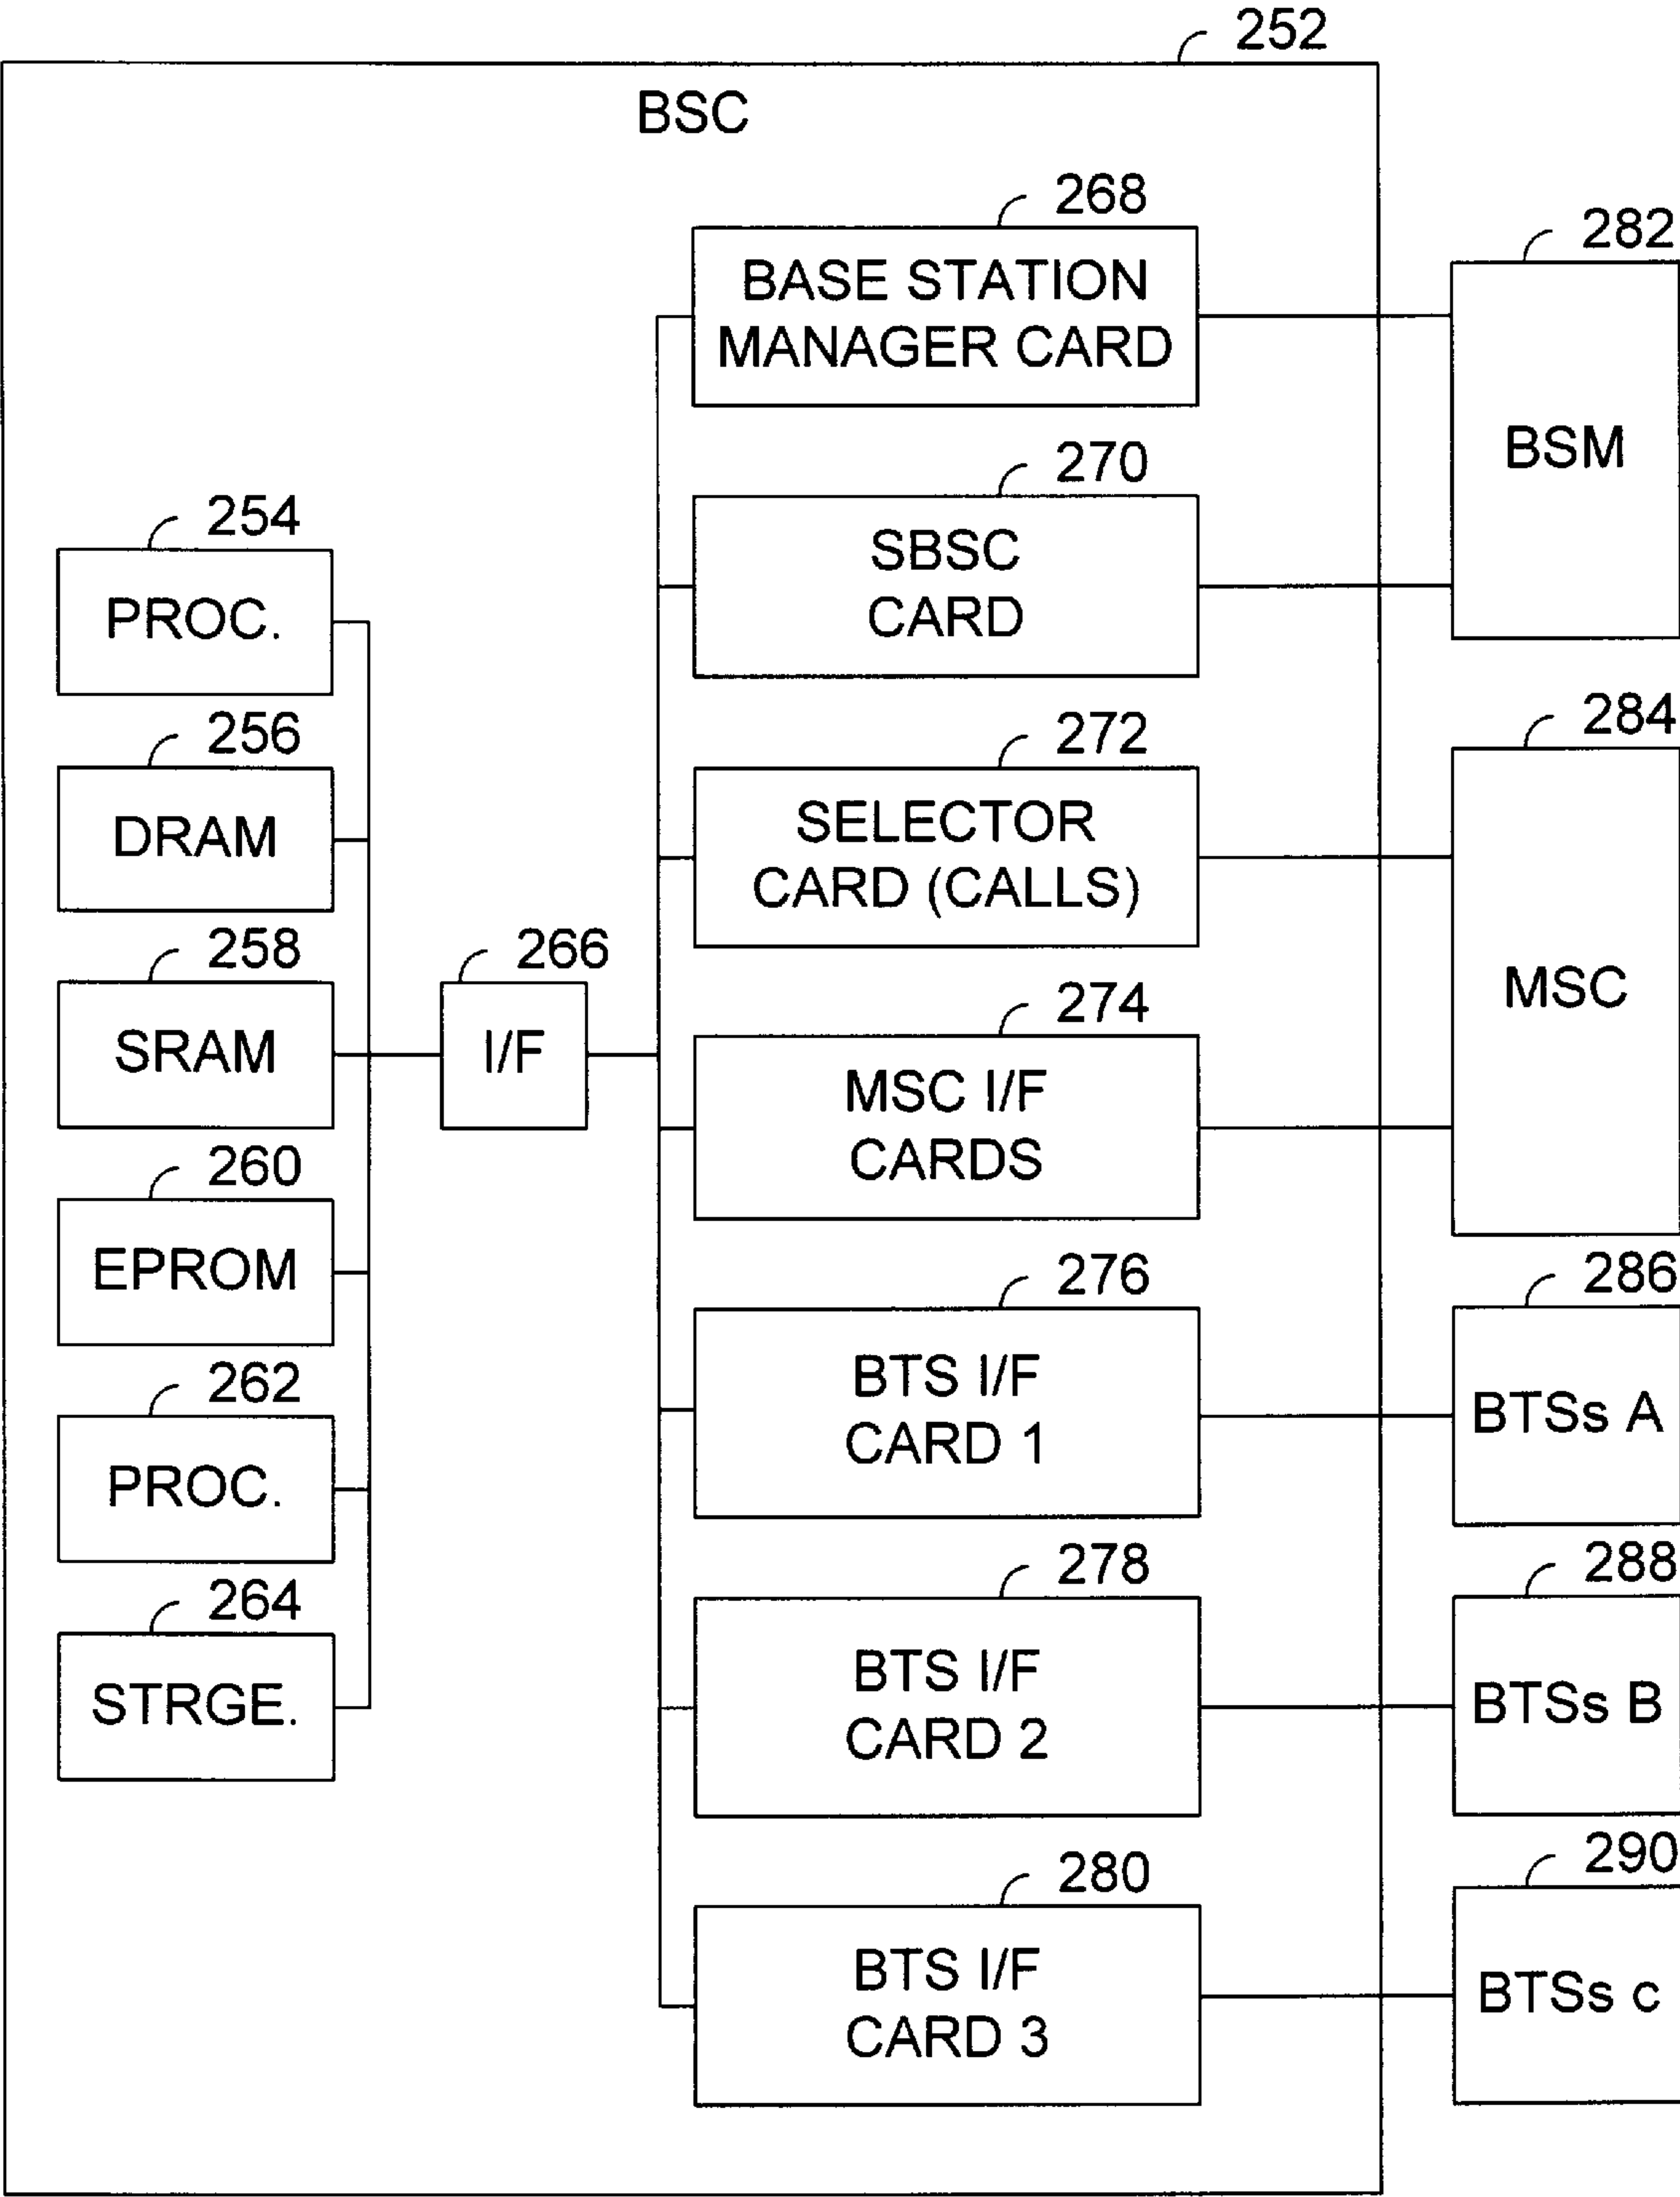 252
BSC
268
BASE STATION
MANAGER CARD
282
BSM
270
SBSC
CARD
254
PROC.
256
DRAM
258
SRAM
260
EPROM
262
PROC.
264
STRGE.
266
I/F
272
SELECTOR
CARD (CALLS)
284
MSC
274
MSC I/F
CARDS
276
BTS I/F
CARD 1
286
BTSs A
278
BTS I/F
CARD 2
288
BTSs B
280
BTS I/F
CARD 3
290
BTSs c